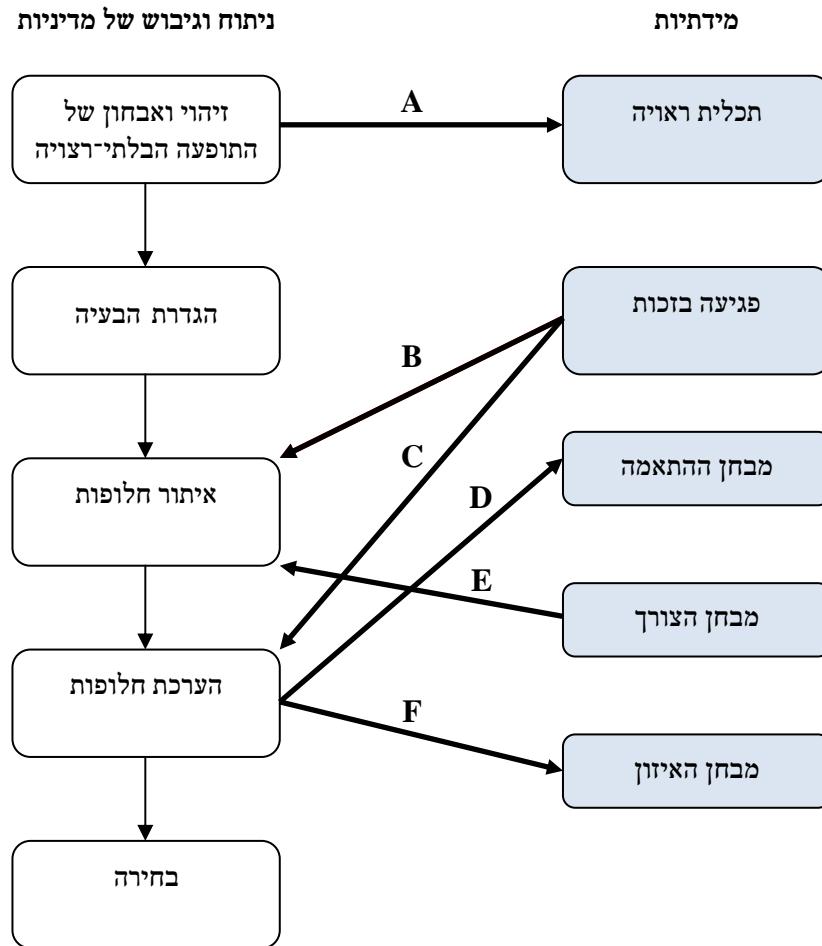 מידתיות
ניתוח וגיבוש של מדיניות
תכלית ראויה
A
זיהוי ואבחון של
התופעה הבלתי־רצויה
פגיעה בזכות
הגדרת הבעיה
B
C
מבחן ההתאמה
D
איתור חלופות
E
מבחן הצורך
הערכת חלופות
F
מבחן האיזון
בחירה